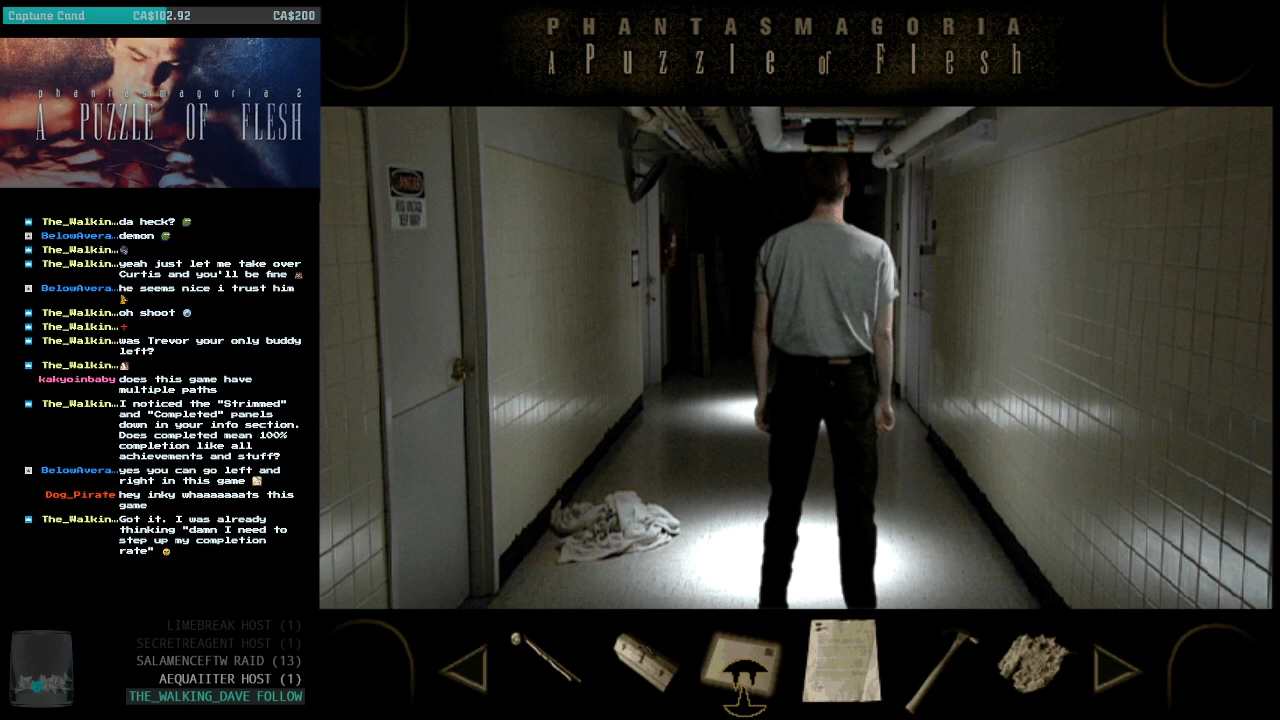 Capture Card CA$102.92 CA$200
PHANTASMAGORIA
A Puzzle of Flesh
phantasmagoria 2
A PUZZLE OF FLESH
DANGER
The_Walkin…da heck?
BelowAvera…demon
The_Walkin…
The_Walkin…yeah just let me take over
Curtis and you'll be fine
BelowAvera…he seems nice i trust him
The_Walkin…oh shoot
The_Walkin…
The_Walkin…was Trevor your only buddy
left?
The_Walkin…
kakyoinbaby does this game have
multiple paths
The_Walkin…I noticed the "Strimmed"
and "Completed" panels
down in your info section.
Does completed mean 100%
completion like all
achievements and stuff?
BelowAvera…yes you can go left and
right in this game
Dog_Pirate hey inky whaaaaaaats this
game
The_Walkin…Got it. I was already
thinking "damn I need to
step up my completion
rate"
LIMEBREAK HOST (1)
SECRETREAGENT HOST (1)
SALAMENCEFTW RAID (13)
AEQUAIITER HOST (1)
THE_WALKING_DAVE FOLLOW